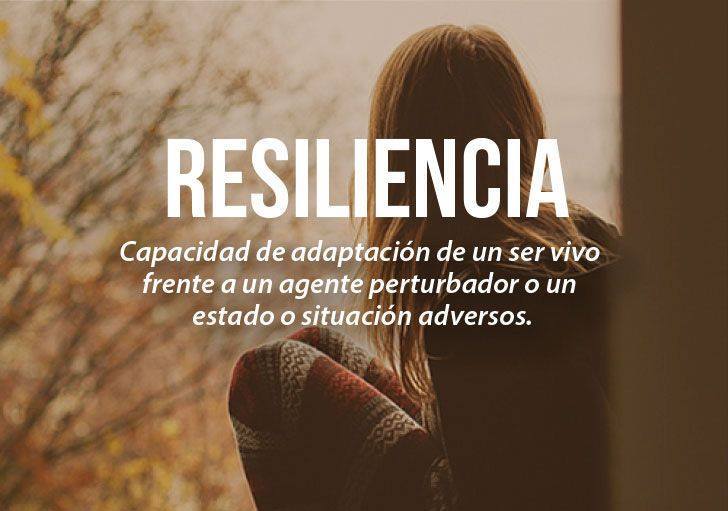 RESILIENCIA
Capacidad de adaptación de un ser vivo
frente a un agente perturbador o un
estado o situación adversos.